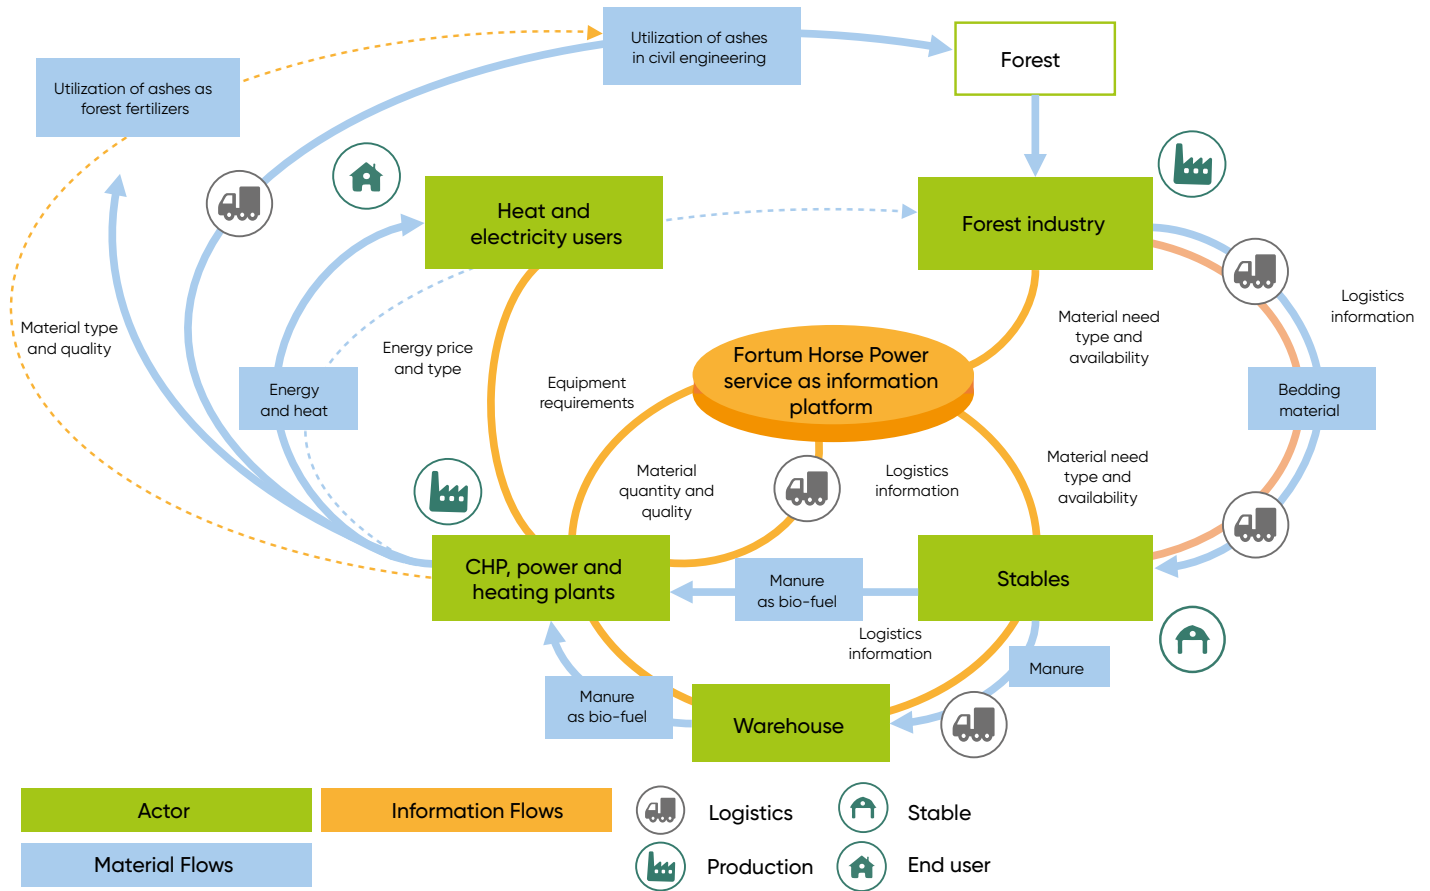 Utilization of ashes
in civil engineering
Forest
Utilization of ashes as
forest fertilizers
Heat and
electricity users
Forest industry
Logistics
information
Material type
and quality
Material need
type and
availability
Energy price
and type
Fortum Horse Power
service as information
platform
Equipment
requirements
Energy
and heat
Bedding
material
Material
quantity and
quality
Logistics
information
Material need
type and
availability
CHP, power and
heating plants
Manure
as bio-fuel
Stables
Logistics
information
Manure
Manure
as bio-fuel
Warehouse
Actor
Information Flows
Logistics
Stable
Material Flows
Production
End user